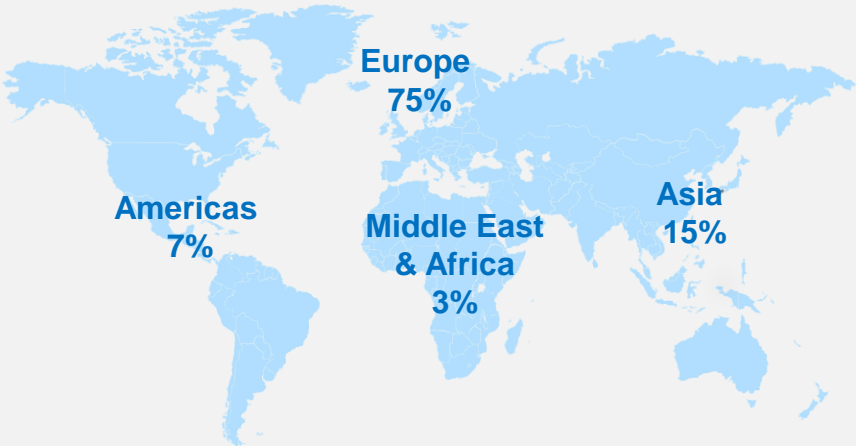 Europe
75%
Americas
7%
Middle East
& Africa
3%
Asia
15%